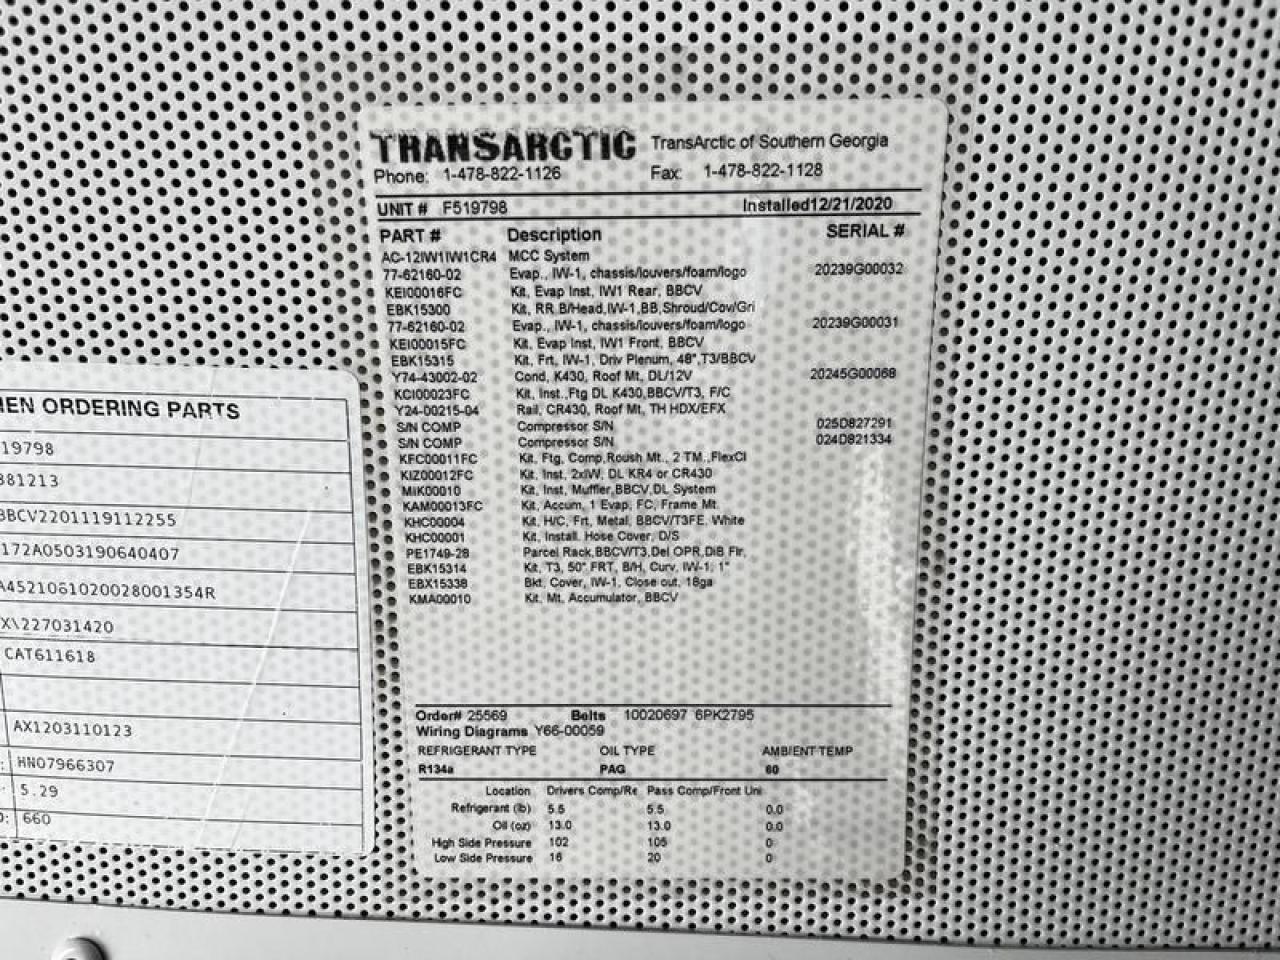 TRANSARCTIC TransArctic of Southern Georgia
Phone: 1-478-822-1126 Fax: 1-478-822-1128
UNIT # F519798 Installed12/21/2020
PART # Description SERIAL #
AC-12IW1IW1CR4 MCC System
77-62160-02 Evap., IW-1, chassis/louvers/foam/logo 20239G00032
KEI00016FC Kit, Evap Inst, IW1 Rear, BBCV
EBK15300 Kit, RR B/Head,IW-1,BB,Shroud/Cov/Gri
77-62160-02 Evap., IW-1, chassis/louvers/foam/logo 20239G00031
KEI00015FC Kit, Evap Inst, IW1 Front, BBCV
EBK15315 Kit, Frt, IW-1, Driv Plenum, 48",T3/BBCV
Y74-43002-02 Cond, K430, Roof Mt, DL/12V 20245G00068
KCI00023FC Kit, Inst.,Ftg DL K430,BBCV/T3, F/C
Y24-00215-04 Rail, CR430, Roof Mt, TH HDX/EFX
S/N COMP Compressor S/N 025D827291
S/N COMP Compressor S/N 024D821334
KFC00011FC Kit, Ftg, Comp,Roush Mt., 2 TM.,FlexCl
KIZ00012FC Kit, Inst, 2xIW, DL KR4 or CR430
MIK00010 Kit, Inst, Muffler,BBCV,DL System
KAM00013FC Kit, Accum, 1 Evap, FC, Frame Mt.
KHC00004 Kit, H/C, Frt, Metal, BBCV/T3FE, White
KHC00001 Kit, Install, Hose Cover, D/S
PE1749-28 Parcel Rack,BBCV/T3,Del OPR,DiB Flr,
EBK15314 Kit, T3, 50" FRT, B/H, Curv, IW-1, 1"
EBX15338 Bkt, Cover, IW-1, Close out, 18ga
KMA00010 Kit, Mt, Accumulator, BBCV
Order# 25569 Belts 10020697 6PK2795
Wiring Diagrams Y66-00059
REFRIGERANT TYPE OIL TYPE AMBIENT TEMP
R134a PAG 60
Location Drivers Comp/Re Pass Comp/Front Uni
Refrigerant (lb) 5.5 5.5 0.0
Oil (oz) 13.0 13.0 0.0
High Side Pressure 102 105 0
Low Side Pressure 16 20 0
HEN ORDERING PARTS
19798
381213
BBCV2201119112255
172A0503190640407
A4521061020028001354R
X\227031420
CAT611618
AX1203110123
HN07966307
5.29
660